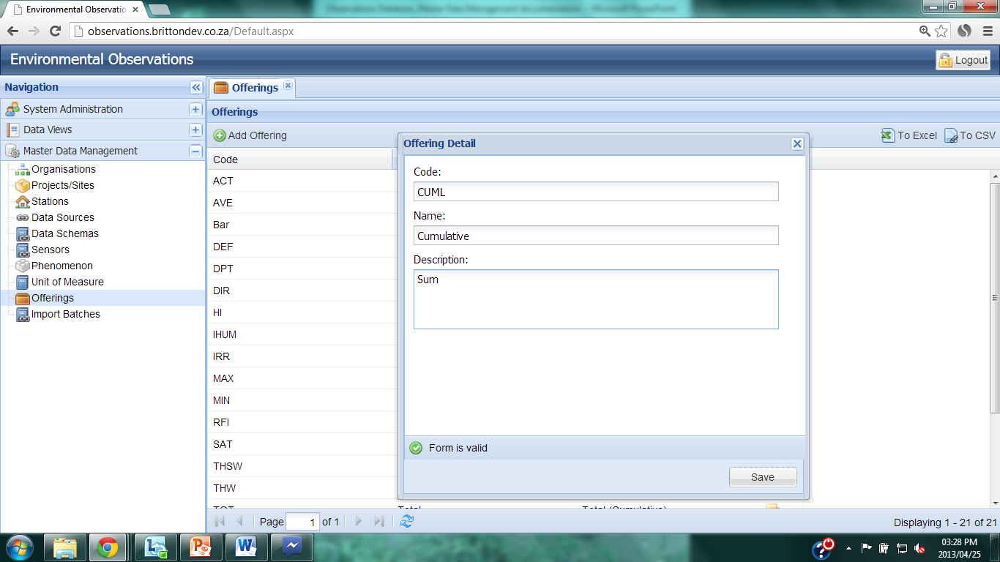 Observations Database: Master Data Management documentation - Microsoft PowerPoint
Environmental Observatio
observations.brittondev.co.za/Default.aspx
Environmental Observations
Logout
Navigation
System Administration
Data Views
Master Data Management
Organisations
Projects/Sites
Stations
Data Sources
Data Schemas
Sensors
Phenomenon
Unit of Measure
Offerings
Import Batches
Offerings
Offerings
Add Offering
To Excel
To CSV
Code
ACT
AVE
Bar
DEF
DPT
DIR
HI
IHUM
IRR
MAX
MIN
RFI
SAT
THSW
THW
TOT Total Total (Cumulative)
Offering Detail
Code:
CUML
Name:
Cumulative
Description:
Sum
Form is valid
Save
Page 1 of 1
Displaying 1 - 21 of 21
03:28 PM
2013/04/25